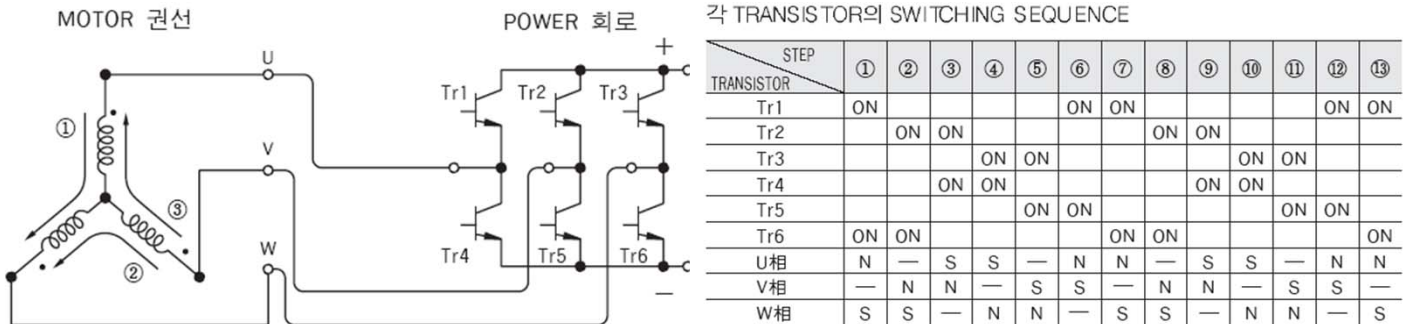 MOTOR 권선
POWER 회로
U
V
W
①
②
③
+
−
Tr1
Tr2
Tr3
Tr4
Tr5
Tr6
각 TRANSISTOR의 SWITCHING SEQUENCE
STEP
TRANSISTOR ① ② ③ ④ ⑤ ⑥ ⑦ ⑧ ⑨ ⑩ ⑪ ⑫ ⑬
Tr1 ON ON ON ON ON
Tr2 ON ON ON ON
Tr3 ON ON ON ON
Tr4 ON ON ON ON
Tr5 ON ON ON ON
Tr6 ON ON ON ON ON
U相 N — S S — N N — S S — N N
V相 — N N — S S — N N — S S —
W相 S S — N N — S S — N N — S